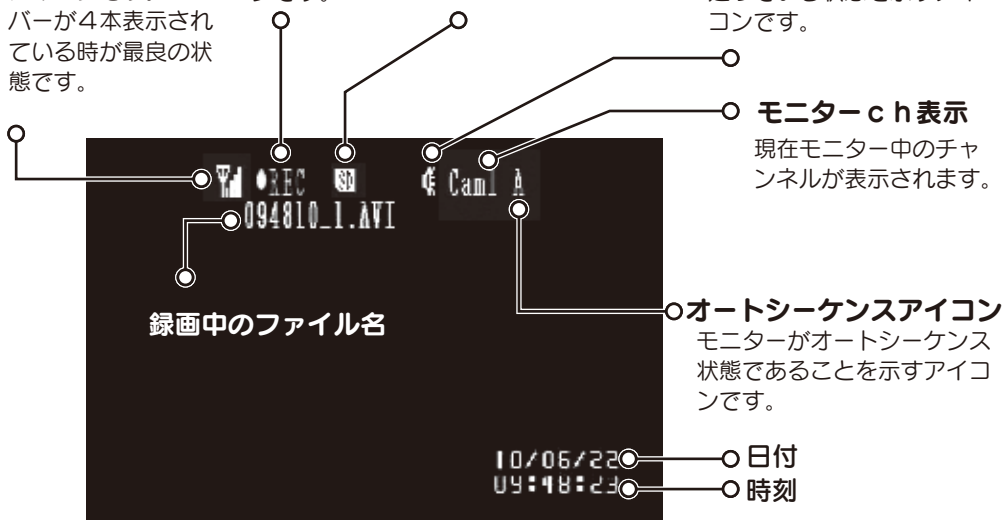 バーが４本表示され
ている時が最良の状
態です。
コンです。
モニターｃｈ表示
現在モニター中のチャ
ンネルが表示されます。
REC
SD
Cam1 A
094810_1.AVI
録画中のファイル名
オートシーケンスアイコン
モニターがオートシーケンス
状態であることを示すアイコ
ンです。
10/06/22
日付
09:48:23
時刻